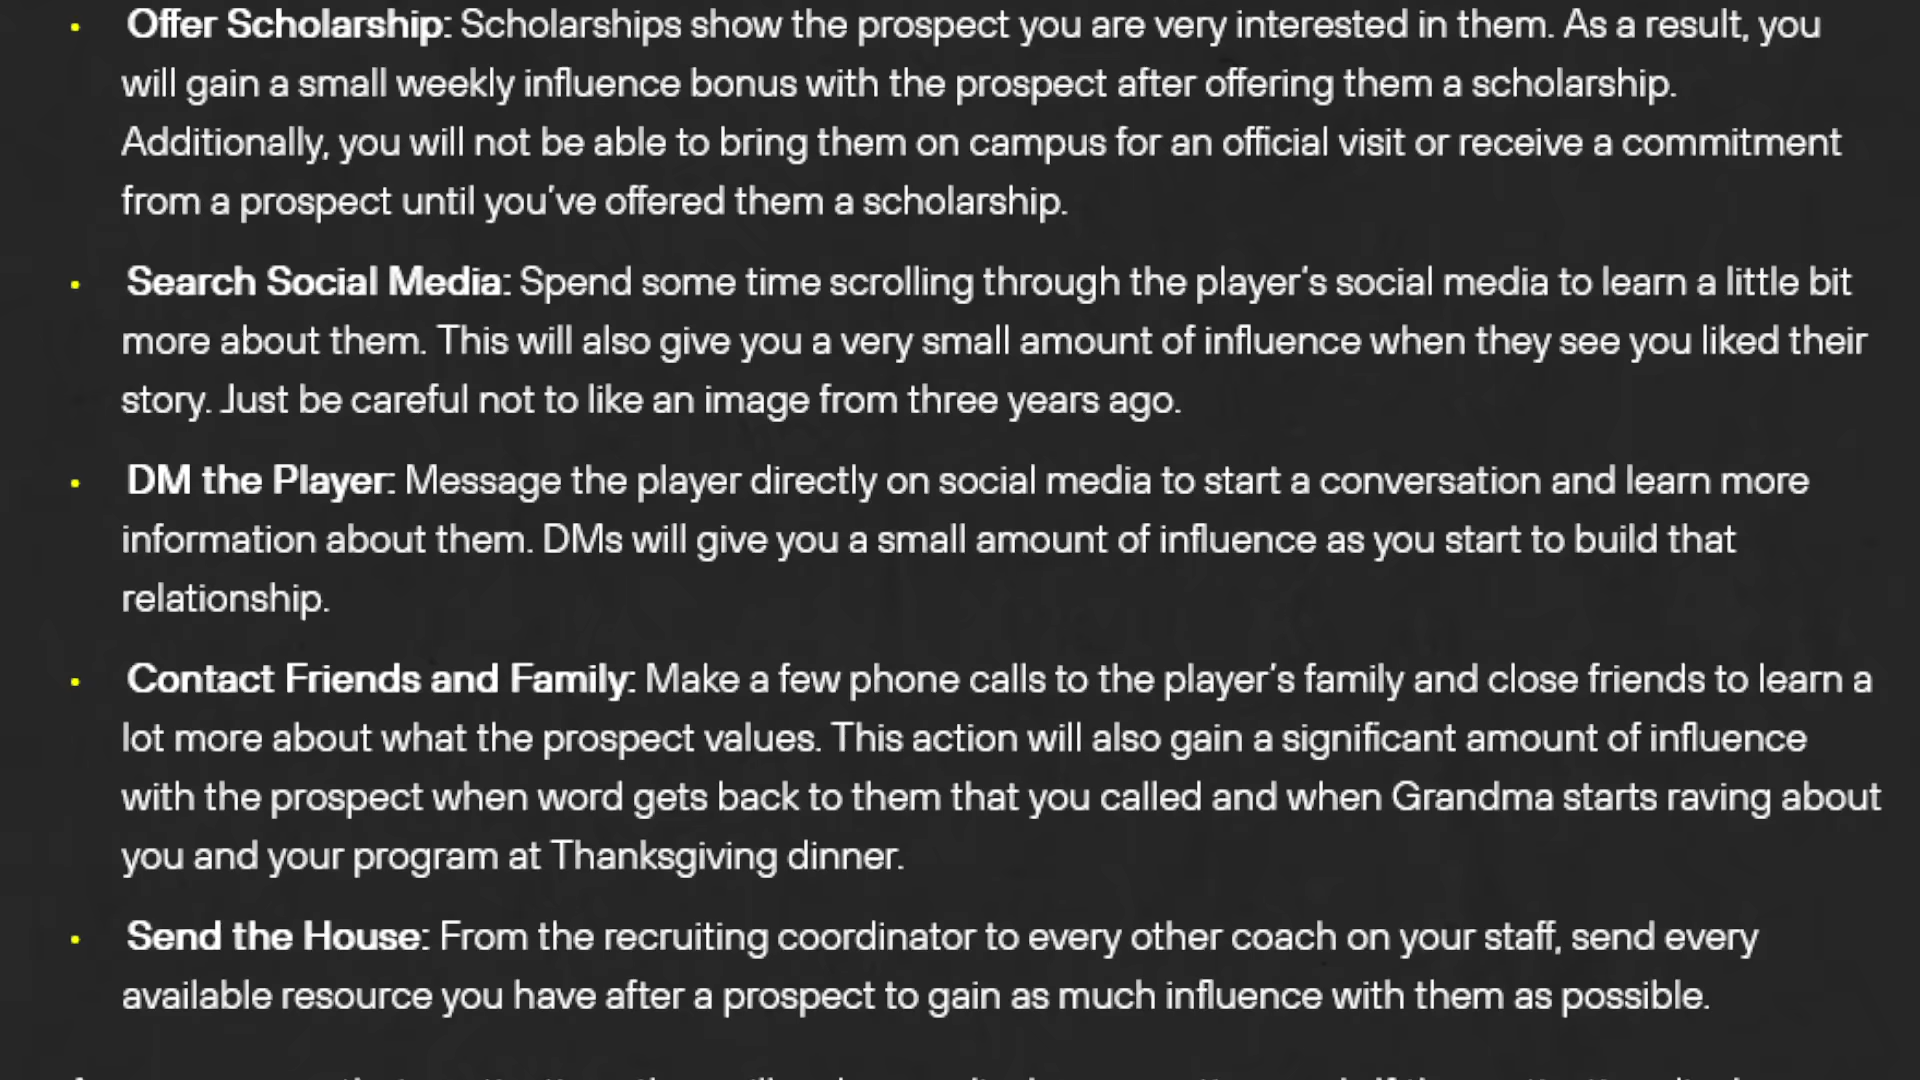 • Offer Scholarship: Scholarships show the prospect you are very interested in them. As a result, you
will gain a small weekly influence bonus with the prospect after offering them a scholarship.
Additionally, you will not be able to bring them on campus for an official visit or receive a commitment
from a prospect until you’ve offered them a scholarship.
• Search Social Media: Spend some time scrolling through the player’s social media to learn a little bit
more about them. This will also give you a very small amount of influence when they see you liked their
story. Just be careful not to like an image from three years ago.
• DM the Player: Message the player directly on social media to start a conversation and learn more
information about them. DMs will give you a small amount of influence as you start to build that
relationship.
• Contact Friends and Family: Make a few phone calls to the player’s family and close friends to learn a
lot more about what the prospect values. This action will also gain a significant amount of influence
with the prospect when word gets back to them that you called and when Grandma starts raving about
you and your program at Thanksgiving dinner.
• Send the House: From the recruiting coordinator to every other coach on your staff, send every
available resource you have after a prospect to gain as much influence with them as possible.